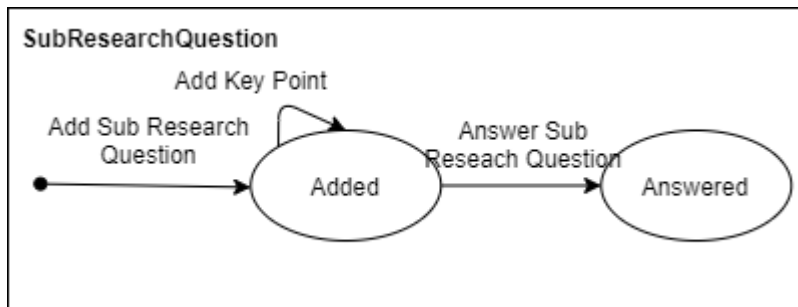 SubResearchQuestion
Add Key Point
Add Sub Research
Question
Added
Answer Sub
Reseach Question
Answered